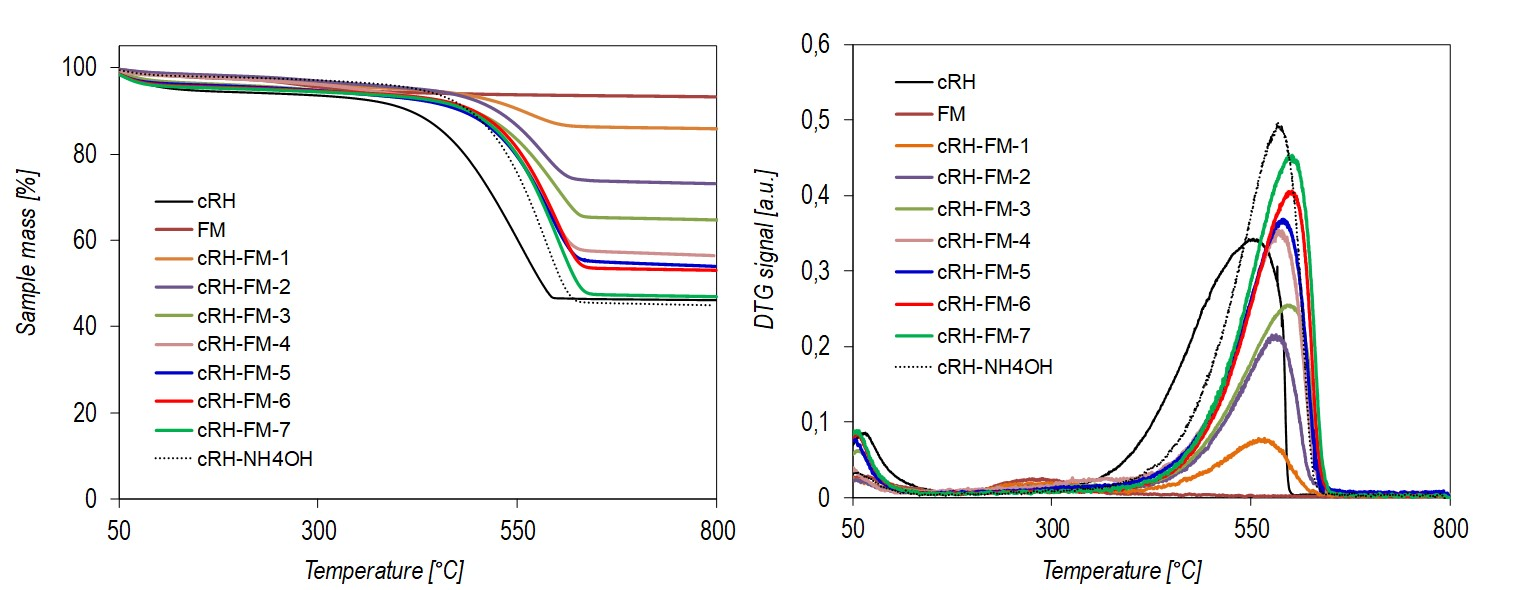 Sample mass [%]
100
80
60
40
20
0
cRH
FM
cRH-FM-1
cRH-FM-2
cRH-FM-3
cRH-FM-4
cRH-FM-5
cRH-FM-6
cRH-FM-7
cRH-NH4OH
50 300 550 800
Temperature [°C]
DTG signal [a.u.]
0,6
0,5
0,4
0,3
0,2
0,1
0
cRH
FM
cRH-FM-1
cRH-FM-2
cRH-FM-3
cRH-FM-4
cRH-FM-5
cRH-FM-6
cRH-FM-7
cRH-NH4OH
50 300 550 800
Temperature [°C]